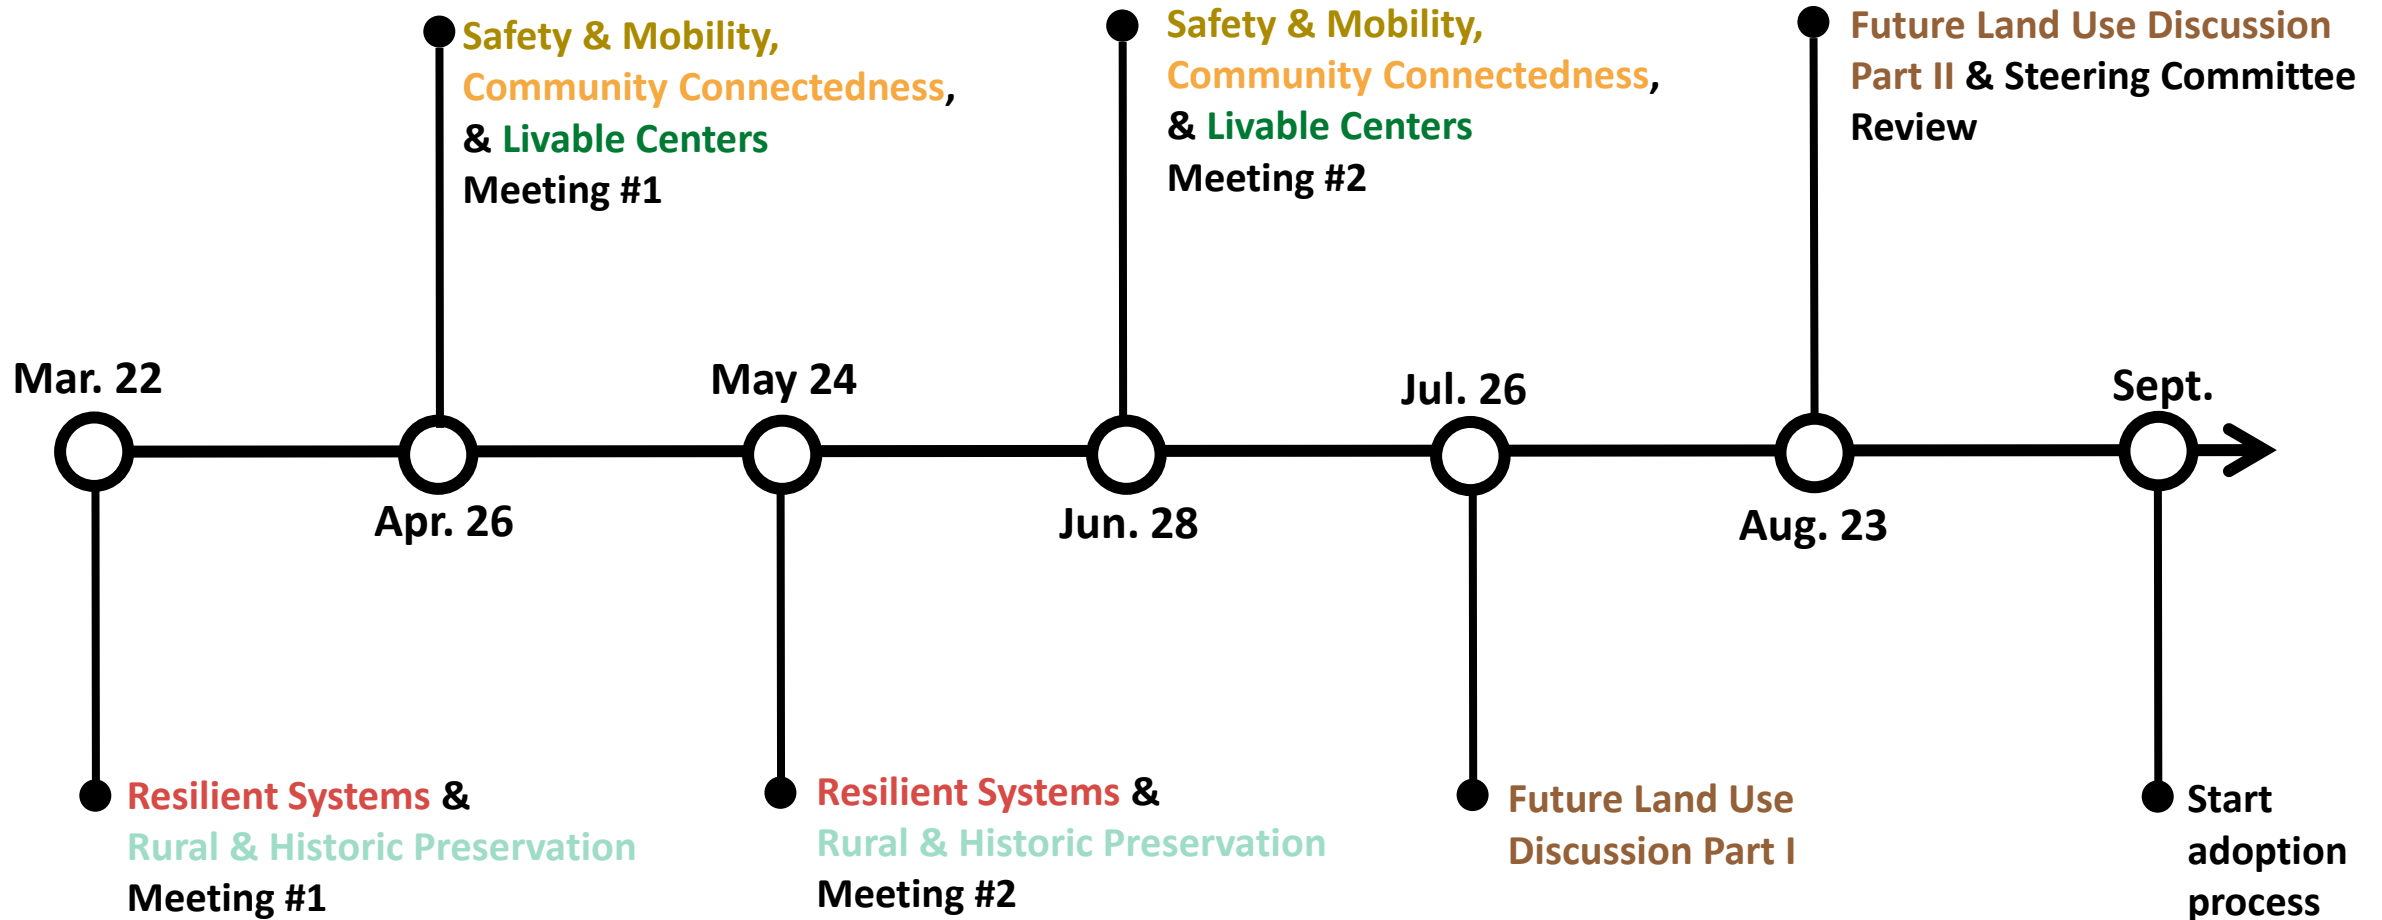 Safety & Mobility,
Community Connectedness,
& Livable Centers
Meeting #1
Safety & Mobility,
Community Connectedness,
& Livable Centers
Meeting #2
Future Land Use Discussion
Part II & Steering Committee
Review
Mar. 22
May 24
Jul. 26
Sept.
Apr. 26
Jun. 28
Aug. 23
Resilient Systems &
Rural & Historic Preservation
Meeting #1
Resilient Systems &
Rural & Historic Preservation
Meeting #2
Future Land Use
Discussion Part I
Start
adoption
process